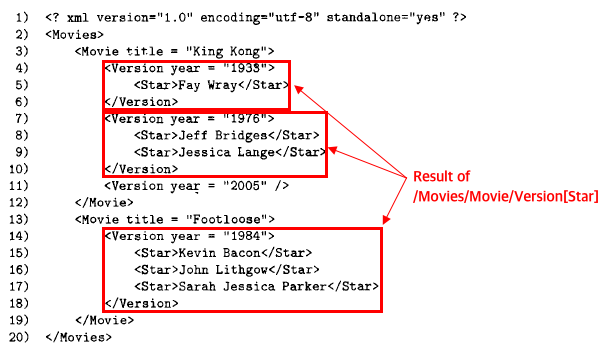 1) <? xml version="1.0" encoding="utf-8" standalone="yes" ?>
2) <Movies>
3) <Movie title = "King Kong">
4) <Version year = "1933">
5) <Star>Fay Wray</Star>
6) </Version>
7) <Version year = "1976">
8) <Star>Jeff Bridges</Star>
9) <Star>Jessica Lange</Star>
10) </Version>
11) <Version year = "2005" />
12) </Movie>
Result of
/Movies/Movie/Version[Star]
13) <Movie title = "Footloose">
14) <Version year = "1984">
15) <Star>Kevin Bacon</Star>
16) <Star>John Lithgow</Star>
17) <Star>Sarah Jessica Parker</Star>
18) </Version>
19) </Movie>
20) </Movies>